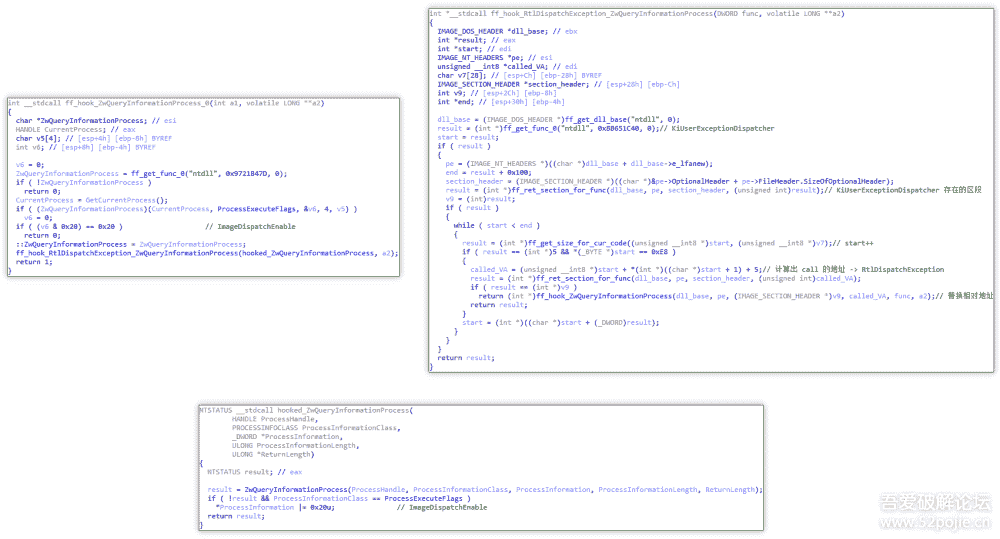 int __stdcall ff_hook_ZwQueryInformationProcess_0(int a1, volatile LONG **a2)
{
  char *ZwQueryInformationProcess; // esi
  HANDLE CurrentProcess; // eax
  char v5[4]; // [esp+4h] [ebp-8h] BYREF
  int v6; // [esp+8h] [ebp-4h] BYREF

  v6 = 0;
  ZwQueryInformationProcess = ff_get_func_0("ntdll", 0x9721847D, 0);
  if ( !ZwQueryInformationProcess )
    return 0;
  CurrentProcess = GetCurrentProcess();
  if ( (ZwQueryInformationProcess)(CurrentProcess, ProcessExecuteFlags, &v6, 4, v5) )
    v6 = 0;
  if ( (v6 & 0x20) == 0x20 )               // ImageDispatchEnable
    return 0;
  ::ZwQueryInformationProcess = ZwQueryInformationProcess;
  ff_hook_RtlDispatchException_ZwQueryInformationProcess(hooked_ZwQueryInformationProcess, a2);
  return 1;
}
int *__stdcall ff_hook_RtlDispatchException_ZwQueryInformationProcess(DWORD func, volatile LONG **a2)
{
  IMAGE_DOS_HEADER *dll_base; // ebx
  int *result; // eax
  int *start; // edi
  IMAGE_NT_HEADERS *pe; // esi
  unsigned __int8 *called_VA; // edi
  char v7[28]; // [esp+Ch] [ebp-28h] BYREF
  IMAGE_SECTION_HEADER *section_header; // [esp+28h] [ebp-Ch]
  int v9; // [esp+2Ch] [ebp-8h]
  int *end; // [esp+30h] [ebp-4h]

  dll_base = (IMAGE_DOS_HEADER *)ff_get_dll_base("ntdll", 0);
  result = (int *)ff_get_func_0("ntdll", 0x8B651C40, 0);// KiUserExceptionDispatcher
  start = result;
  if ( result )
  {
    pe = (IMAGE_NT_HEADERS *)((char *)dll_base + dll_base->e_lfanew);
    end = result + 0x100;
    section_header = (IMAGE_SECTION_HEADER *)((char *)&pe->OptionalHeader + pe->FileHeader.SizeOfOptionalHeader);
    result = (int *)ff_ret_section_for_func(dll_base, pe, section_header, (unsigned int)result);// KiUserExceptionDispatcher 存在的区段
    v9 = (int)result;
    if ( result )
    {
      while ( start < end )
      {
        result = (int *)ff_get_size_for_cur_code((unsigned __int8 *)start, (unsigned __int8 *)v7);// start++
        if ( result == (int *)5 && *(_BYTE *)start == 0xE8 )
        {
          called_VA = (unsigned __int8 *)start + *(int *)((char *)start + 1) + 5;// 计算出 call 的地址 -> RtlDispatchException
          result = (int *)ff_ret_section_for_func(dll_base, pe, section_header, (unsigned int)called_VA);
          if ( result == (int *)v9 )
            return (int *)ff_hook_ZwQueryInformationProcess(dll_base, pe, (IMAGE_SECTION_HEADER *)v9, called_VA, func, a2);// 替换相对地址
          return result;
        }
        start = (int *)((char *)start + (_DWORD)result);
      }
    }
  }
  return result;
}
NTSTATUS __stdcall hooked_ZwQueryInformationProcess(
        HANDLE ProcessHandle,
        PROCESSINFOCLASS ProcessInformationClass,
        _DWORD *ProcessInformation,
        ULONG ProcessInformationLength,
        ULONG *ReturnLength)
{
  NTSTATUS result; // eax

  result = ZwQueryInformationProcess(ProcessHandle, ProcessInformationClass, ProcessInformation, ProcessInformationLength, ReturnLength);
  if ( !result && ProcessInformationClass == ProcessExecuteFlags )
    *ProcessInformation |= 0x20u;          // ImageDispatchEnable
  return result;
}
吾爱破解论坛
www.52pojie.cn